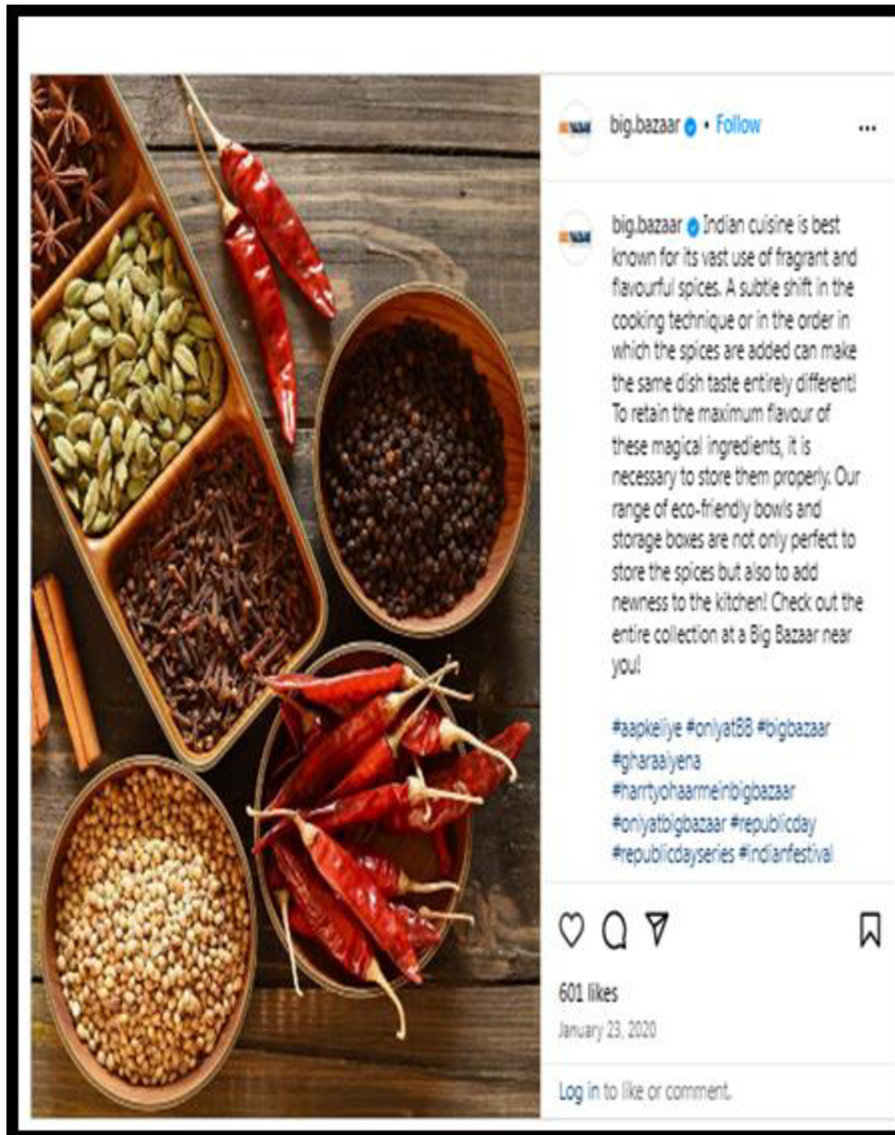 big.bazaar • Follow
big.bazaar Indian cuisine is best
known for its vast use of fragrant and
flavourful spices. A subtle shift in the
cooking technique or in the order in
which the spices are added can make
the same dish taste entirely different!
To retain the maximum flavour of
these magical ingredients, it is
necessary to store them properly. Our
range of eco-friendly bowls and
storage boxes are not only perfect to
store the spices but also to add
newness to the kitchen! Check out the
entire collection at a Big Bazaar near
you!
#aapkeliye #onlyatBB #bigbazaar
#gharaaiyena
#harrtyohaarmeinbigbazaar
#onlyatbigbazaar #republicday
#republicdayseries #indianfestival
601 likes
January 23, 2020
Log in to like or comment.